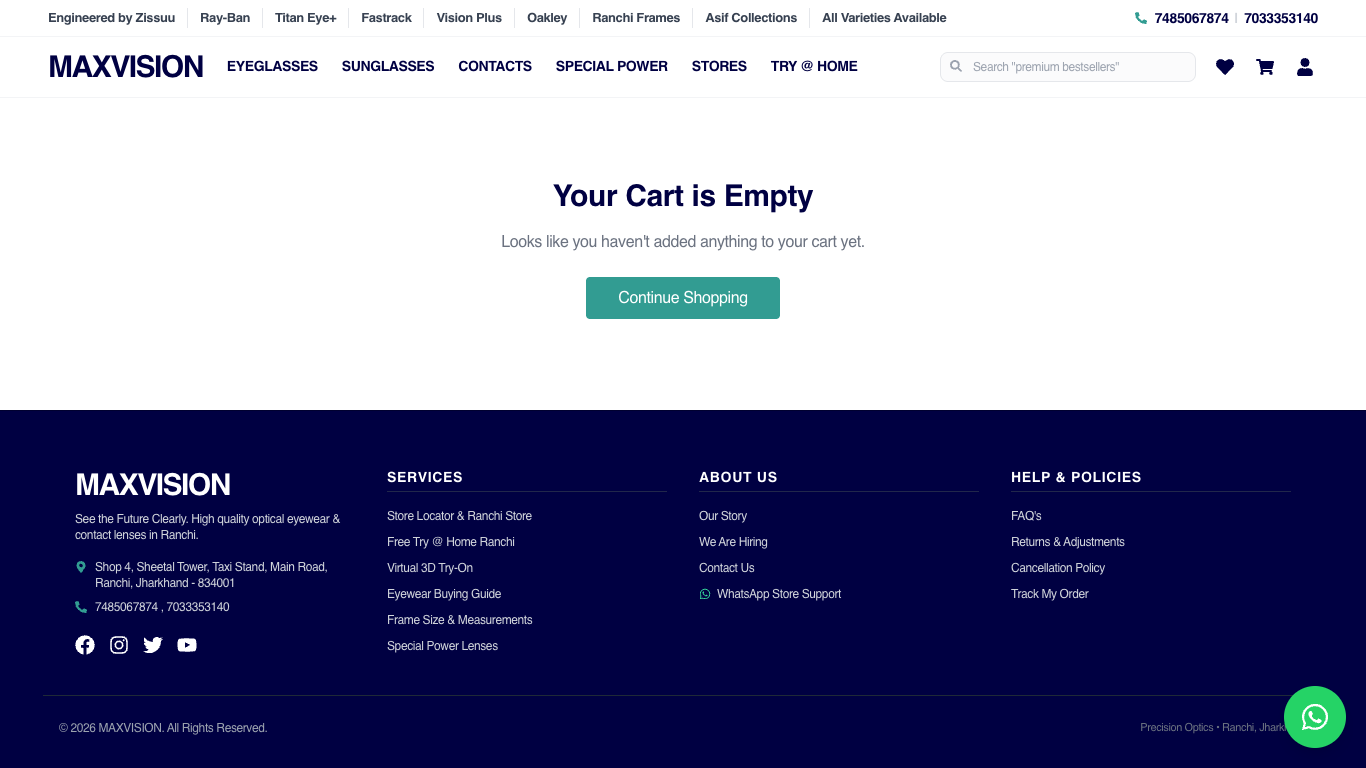 Engineered by Zissuu
Ray-Ban
Titan Eye+
Fastrack
Vision Plus
Oakley
Ranchi Frames
Asif Collections
All Varieties Available
7485067874 | 7033353140
MAXVISION
EYEGLASSES
SUNGLASSES
CONTACTS
SPECIAL POWER
STORES
TRY @ HOME
Search "premium bestsellers"
Your Cart is Empty
Looks like you haven't added anything to your cart yet.
Continue Shopping
MAXVISION
See the Future Clearly. High quality optical eyewear &
contact lenses in Ranchi.
Shop 4, Sheetal Tower, Taxi Stand, Main Road,
Ranchi, Jharkhand - 834001
7485067874 , 7033353140
SERVICES
Store Locator & Ranchi Store
Free Try @ Home Ranchi
Virtual 3D Try-On
Eyewear Buying Guide
Frame Size & Measurements
Special Power Lenses
ABOUT US
Our Story
We Are Hiring
Contact Us
WhatsApp Store Support
HELP & POLICIES
FAQ's
Returns & Adjustments
Cancellation Policy
Track My Order
© 2026 MAXVISION. All Rights Reserved.
Precision Optics • Ranchi,